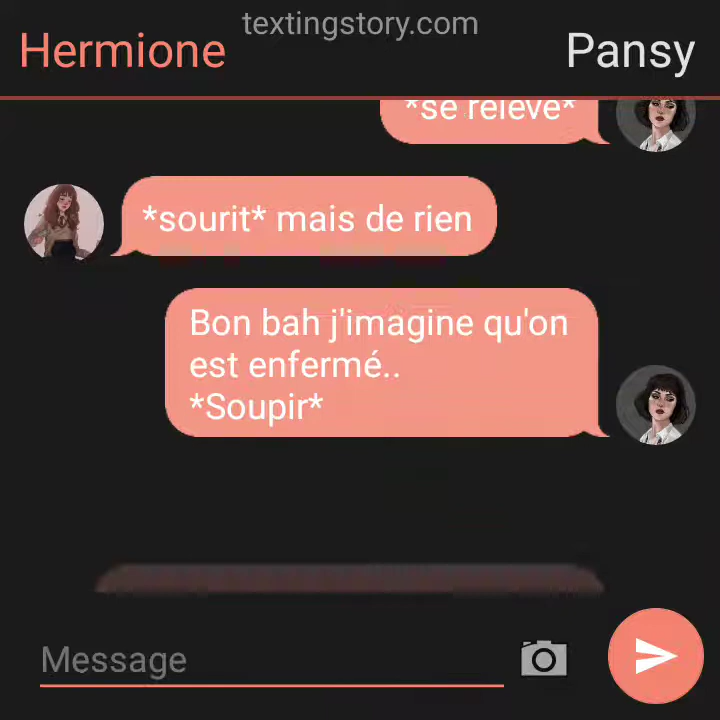 textingstory.com
Hermione
Pansy
*se relève*
*sourit* mais de rien
Bon bah j'imagine qu'on
est enfermé..
*Soupir*
Message